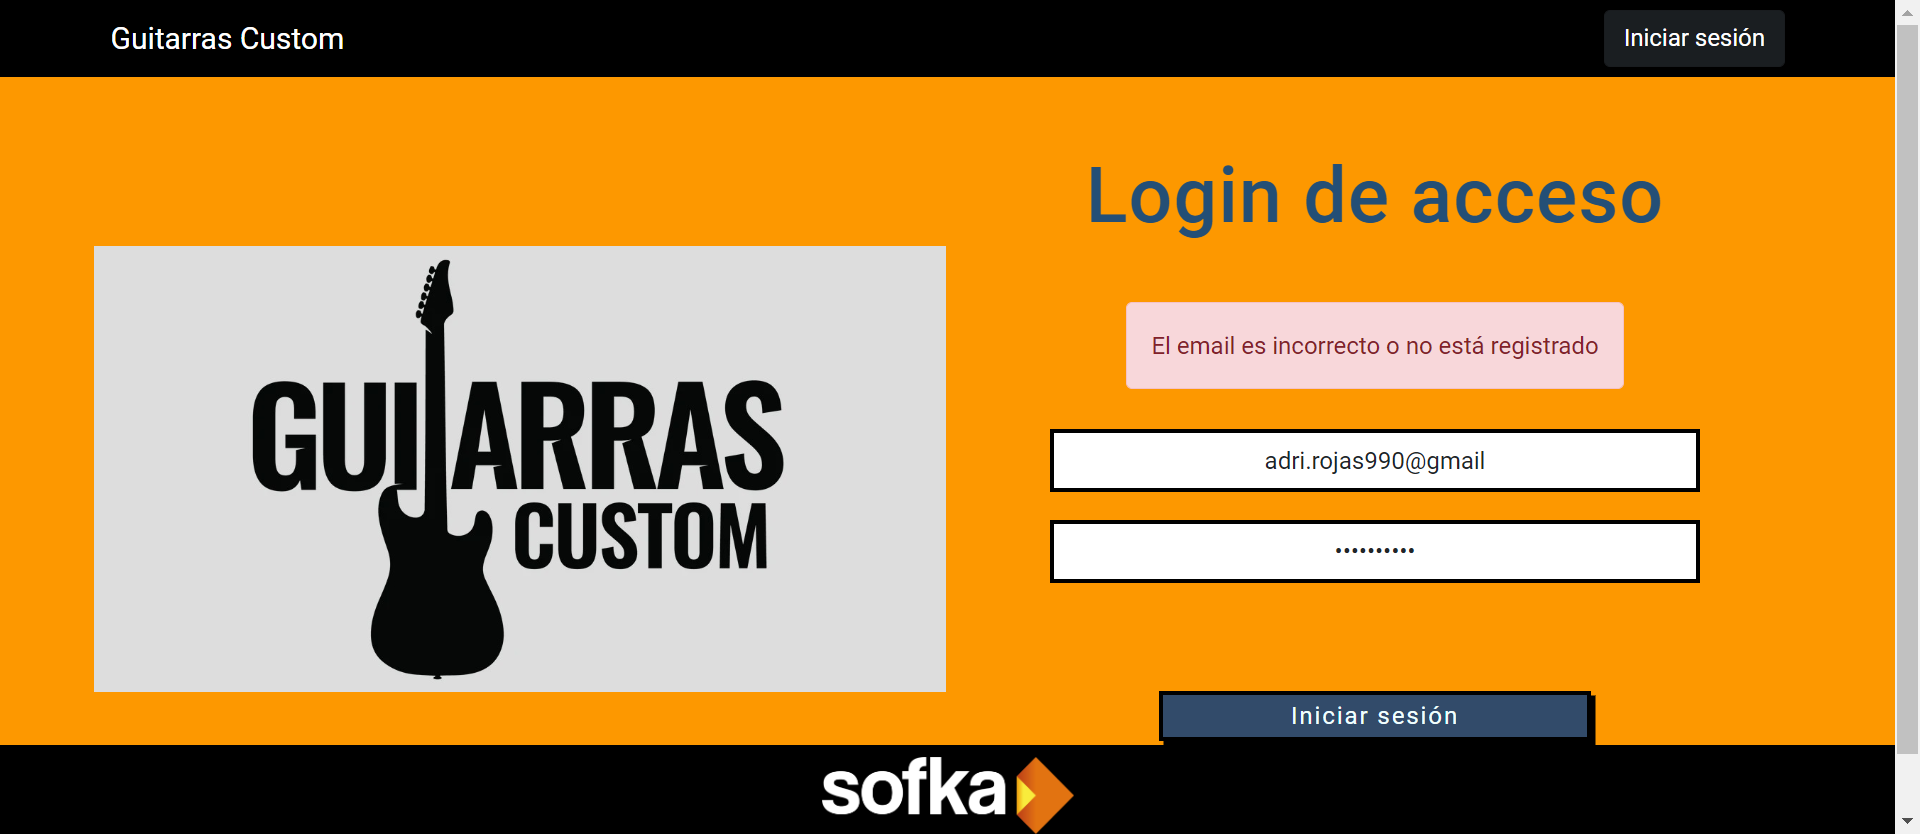 Guitarras Custom
Iniciar sesión
GUITARRAS
CUSTOM
Login de acceso
El email es incorrecto o no está registrado
adri.rojas990@gmail
••••••••••
Iniciar sesión
sofka